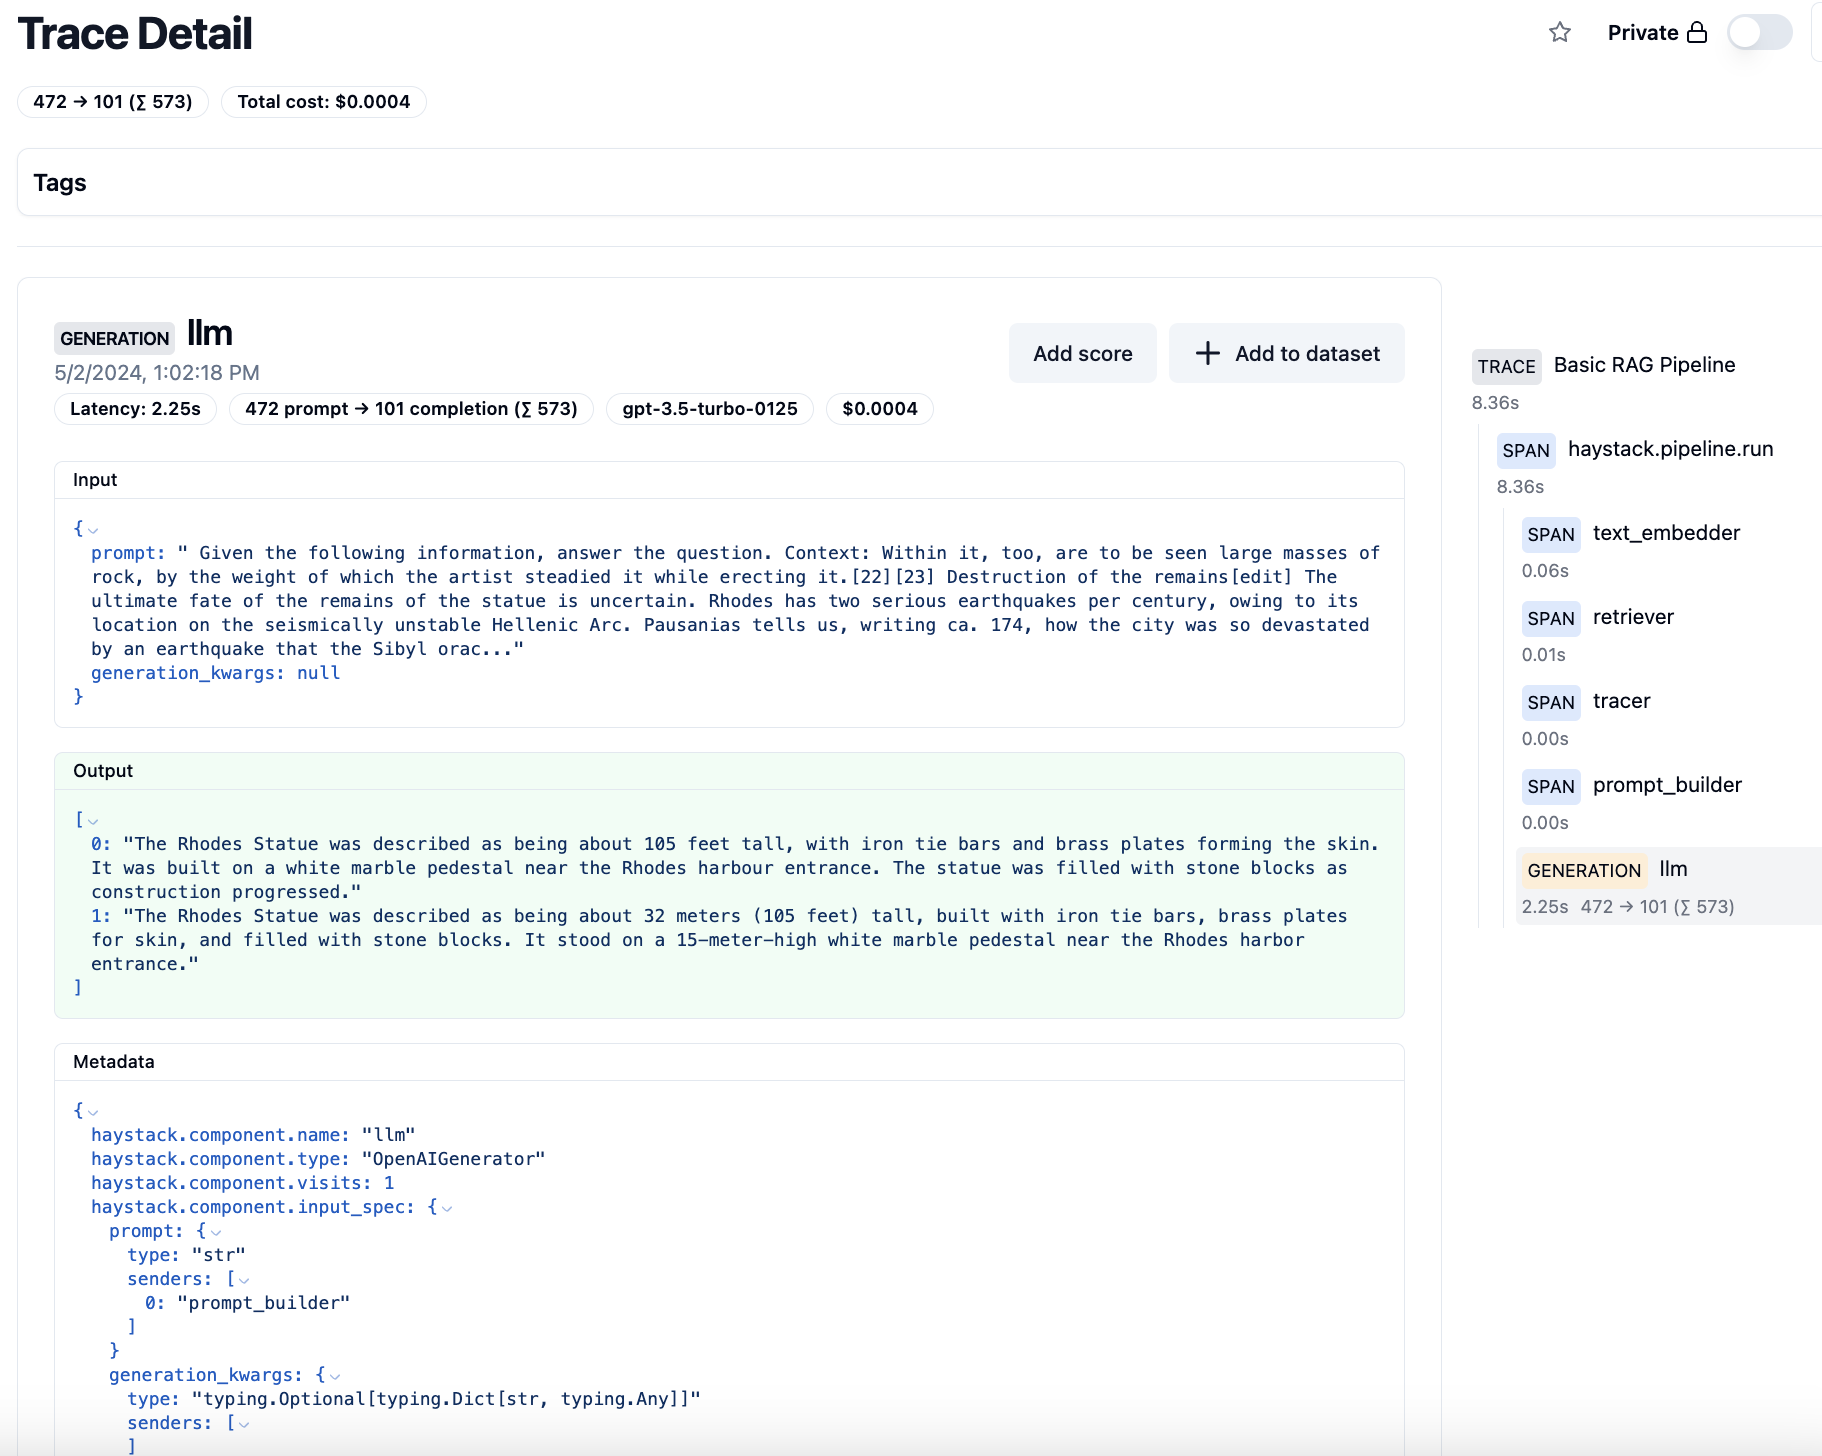 Trace Detail
Private
472 → 101 (∑ 573)
Total cost: $0.0004
Tags
GENERATION llm
5/2/2024, 1:02:18 PM
Latency: 2.25s
472 prompt → 101 completion (∑ 573)
gpt-3.5-turbo-0125
$0.0004
Add score
Add to dataset
Input
{
prompt: " Given the following information, answer the question. Context: Within it, too, are to be seen large masses of
rock, by the weight of which the artist steadied it while erecting it.[22][23] Destruction of the remains[edit] The
ultimate fate of the remains of the statue is uncertain. Rhodes has two serious earthquakes per century, owing to its
location on the seismically unstable Hellenic Arc. Pausanias tells us, writing ca. 174, how the city was so devastated
by an earthquake that the Sibyl orac..."
generation_kwargs: null
}
Output
[
0: "The Rhodes Statue was described as being about 105 feet tall, with iron tie bars and brass plates forming the skin.
It was built on a white marble pedestal near the Rhodes harbour entrance. The statue was filled with stone blocks as
construction progressed."
1: "The Rhodes Statue was described as being about 32 meters (105 feet) tall, built with iron tie bars, brass plates
for skin, and filled with stone blocks. It stood on a 15-meter-high white marble pedestal near the Rhodes harbor
entrance."
]
Metadata
{
haystack.component.name: "llm"
haystack.component.type: "OpenAIGenerator"
haystack.component.visits: 1
haystack.component.input_spec: {
prompt: {
type: "str"
senders: [
0: "prompt_builder"
]
}
generation_kwargs: {
type: "typing.Optional[typing.Dict[str, typing.Any]]"
senders: [
]
TRACE Basic RAG Pipeline
8.36s
SPAN haystack.pipeline.run
8.36s
SPAN text_embedder
0.06s
SPAN retriever
0.01s
SPAN tracer
0.00s
SPAN prompt_builder
0.00s
GENERATION llm
2.25s 472 → 101 (∑ 573)